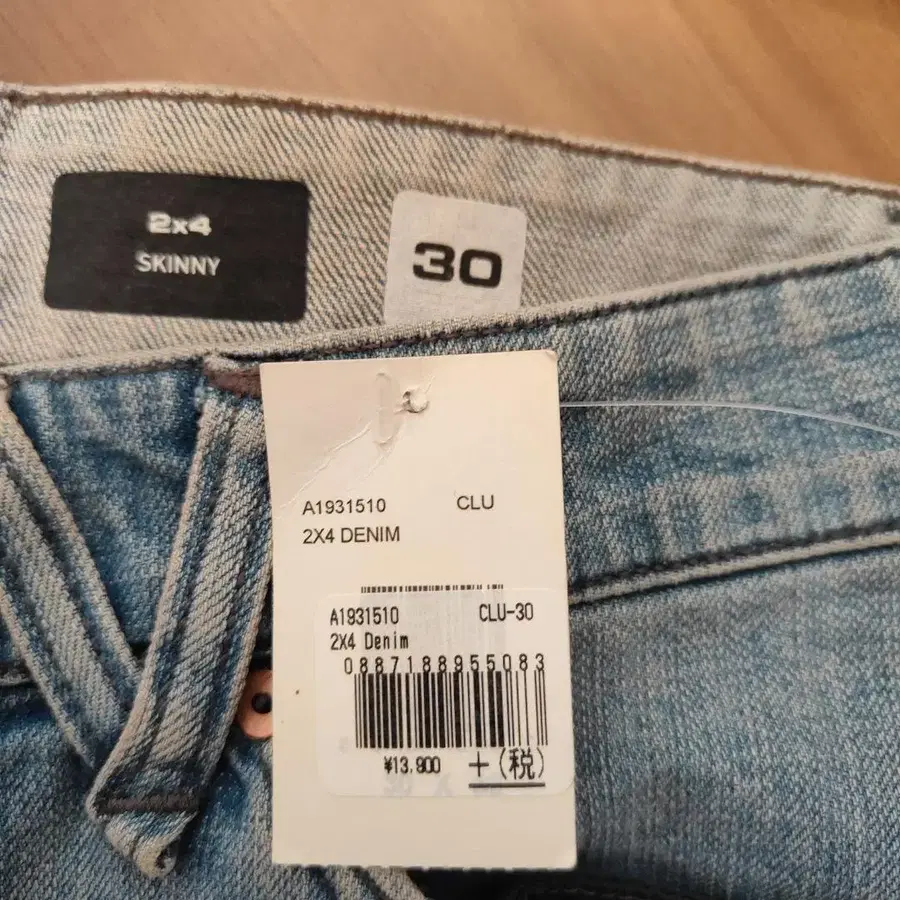 2x4
SKINNY
30
A1931510 CLU
2X4 DENIM
A1931510 CLU-30
2X4 Denim
0887188955083
¥13,900 +(税)